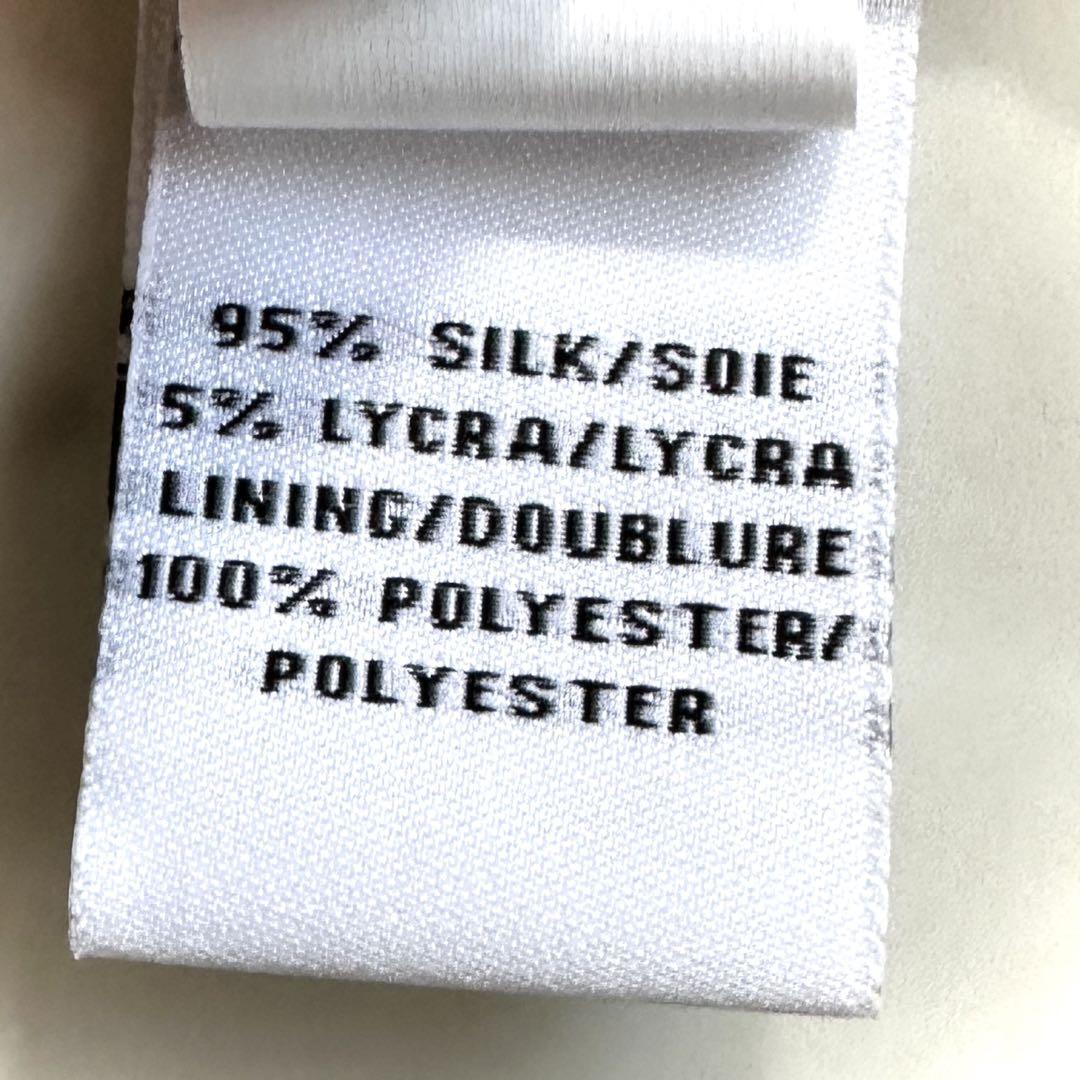 95% SILK/SOIE
5% LYCRA/LYCRA
LINING/DOUBLURE
100% POLYESTER/
POLYESTER